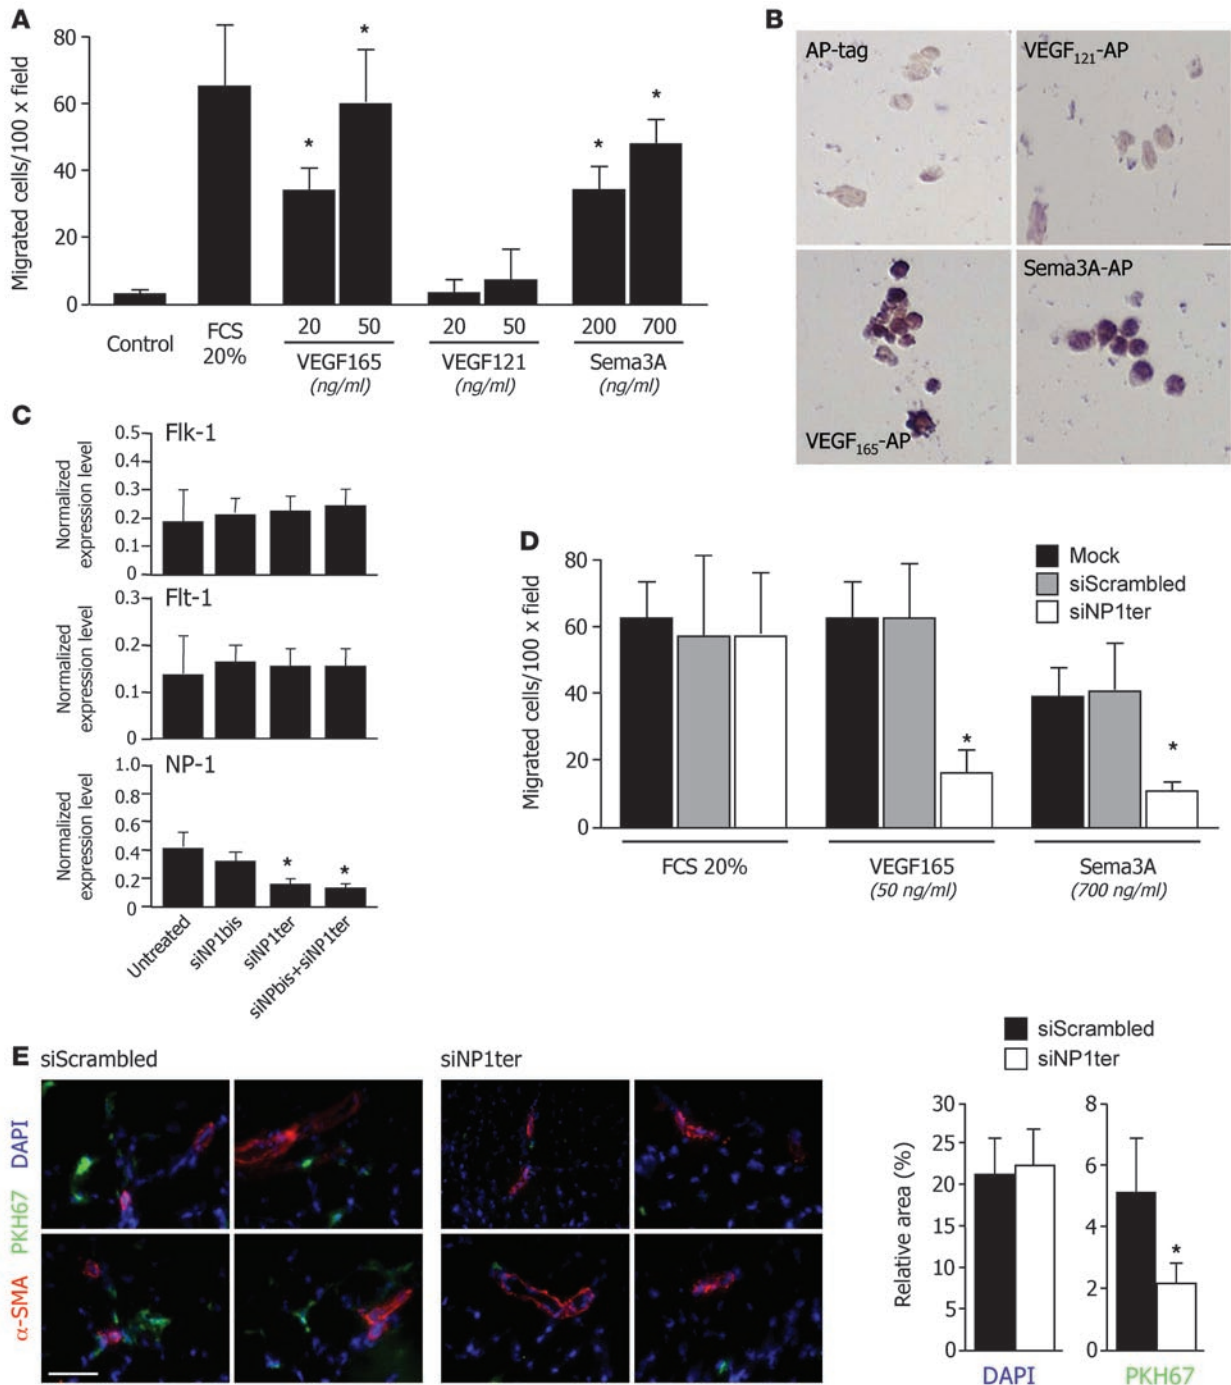 A
Migrated cells/100 x field
80
60
40
20
0
*
*
*
*
Control
FCS
20%
20
50
20
50
200
700
VEGF165
(ng/ml)
VEGF121
(ng/ml)
Sema3A
(ng/ml)
B
AP-tag
VEGF121-AP
VEGF165-AP
Sema3A-AP
C
Flk-1
Normalized
expression level
0.5
0.4
0.3
0.2
0.1
0
Flt-1
Normalized
expression level
0.3
0.2
0.1
0
NP-1
Normalized
expression level
1.0
0.8
0.6
0.4
0.2
0
*
*
Untreated
siNP1bis
siNP1ter
siNPbis+siNP1ter
D
Migrated cells/100 x field
80
60
40
20
0
Mock
siScrambled
siNP1ter
*
*
FCS 20%
VEGF165
(50 ng/ml)
Sema3A
(700 ng/ml)
E
siScrambled
siNP1ter
α-SMA PKH67 DAPI
siScrambled
siNP1ter
Relative area (%)
30
25
20
15
10
5
0
DAPI
8
6
4
2
0
*
PKH67